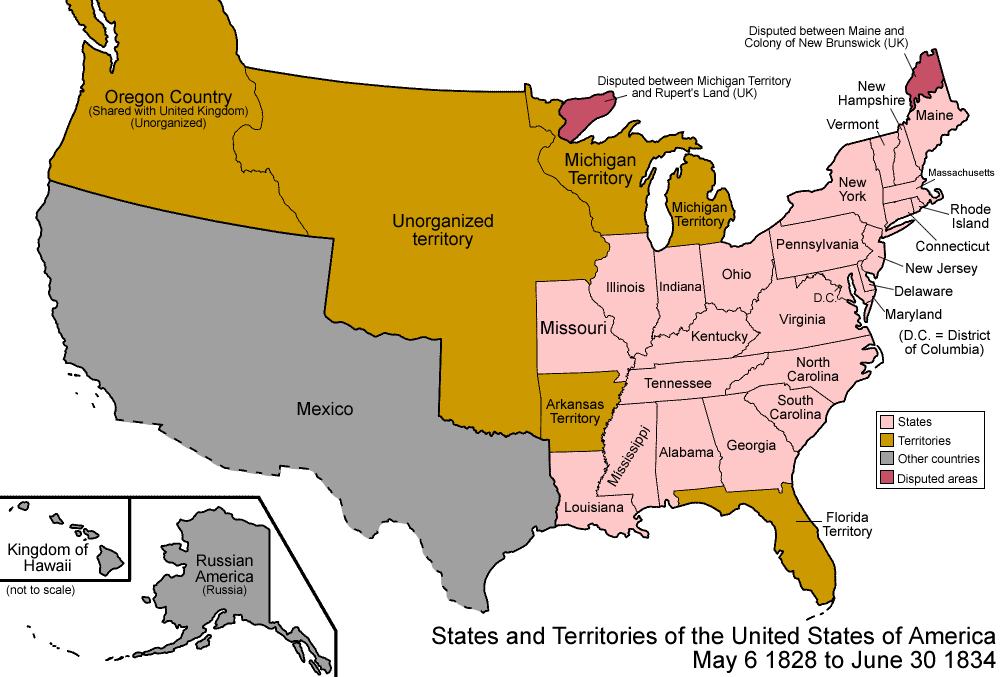 Disputed between Maine and
Colony of New Brunswick (UK)
Disputed between Michigan Territory
and Rupert's Land (UK)
Oregon Country
(Shared with United Kingdom)
(Unorganized)
New
Hampshire
Vermont
Maine
Michigan
Territory
Massachusetts
New
York
Michigan
Territory
Rhode
Island
Unorganized
territory
Connecticut
Pennsylvania
New Jersey
Ohio
Illinois
Indiana
Delaware
D.C.
Maryland
Missouri
Virginia
(D.C. = District
of Columbia)
Kentucky
North
Carolina
Tennessee
Mexico
Arkansas
Territory
South
Carolina
Mississippi
Alabama
Georgia
States
Territories
Other countries
Disputed areas
Louisiana
Florida
Territory
Kingdom of
Hawaii
(not to scale)
Russian
America
(Russia)
States and Territories of the United States of America
May 6 1828 to June 30 1834